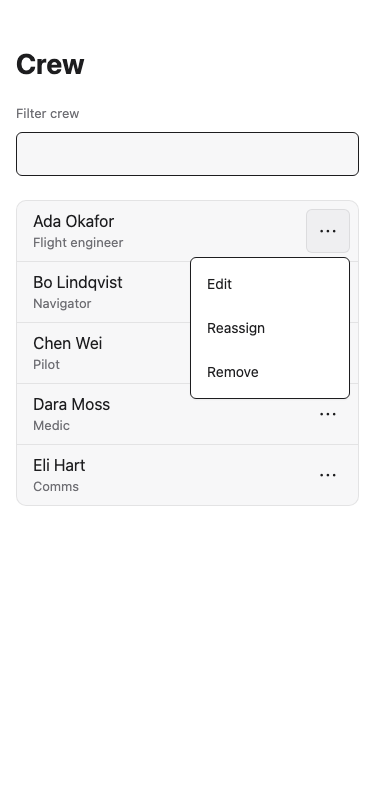 Crew
Filter crew
Ada Okafor
Flight engineer
...
Edit
Reassign
Remove
Bo Lindqvist
Navigator
Chen Wei
Pilot
Dara Moss
Medic
...
Eli Hart
Comms
...